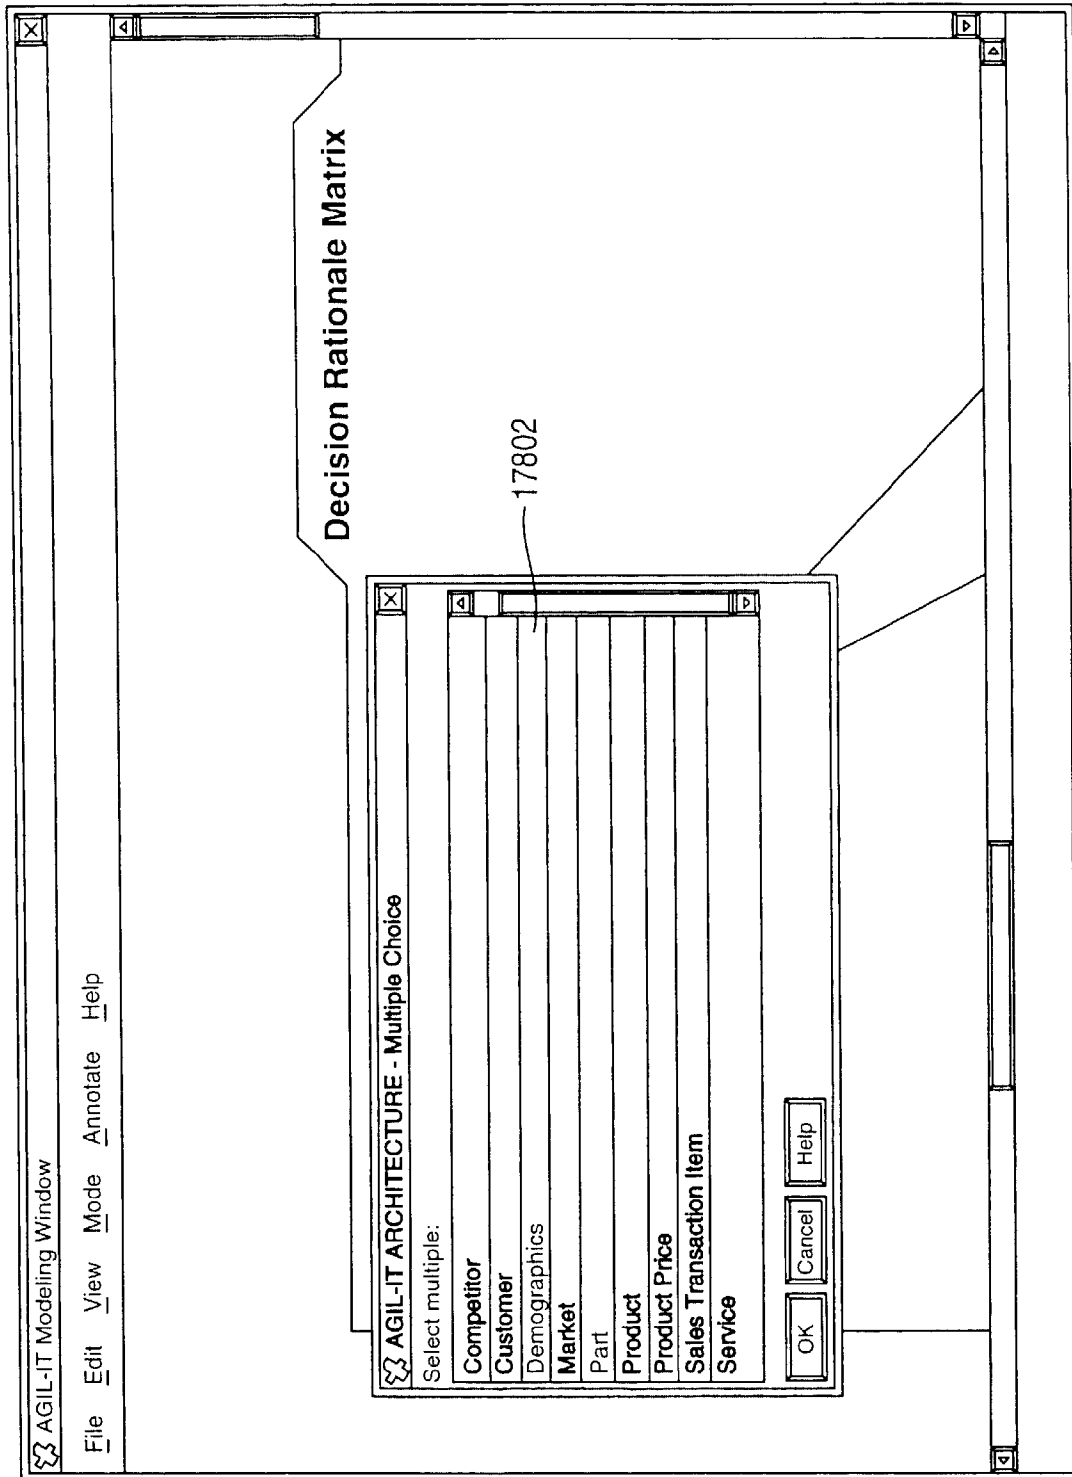 AGIL-IT Modeling Window
File Edit View Mode Annotate Help
Decision Rationale Matrix
AGIL-IT ARCHITECTURE - Multiple Choice
Select multiple:
Competitor
Customer
Demographics
Market
Part
Product
Product Price
Sales Transaction Item
Service
17802
OK Cancel Help